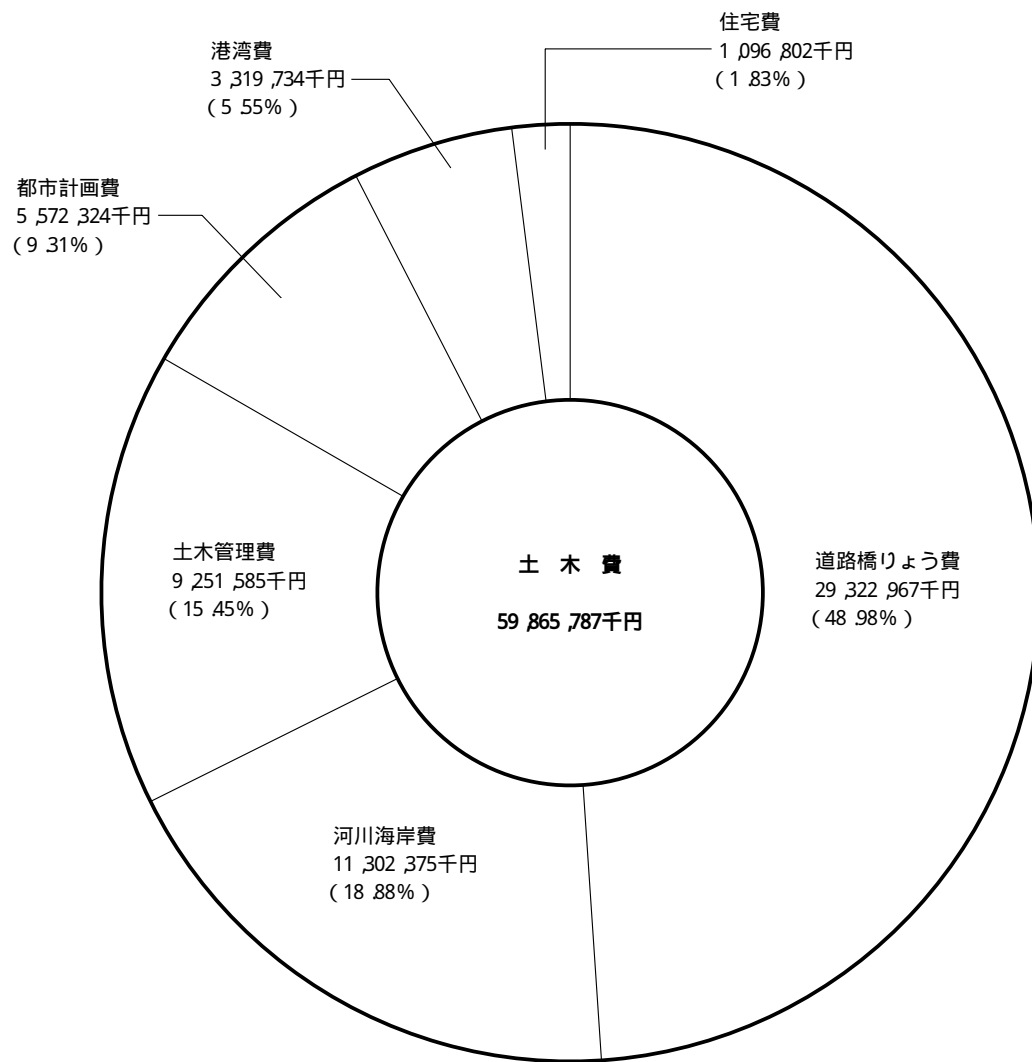 住宅費
1,096,802千円
(1.83%)
港湾費
3,319,734千円
(5.55%)
都市計画費
5,572,324千円
(9.31%)
土木管理費
9,251,585千円
(15.45%)
土 木 費
59,865,787千円
道路橋りょう費
29,322,967千円
(48.98%)
河川海岸費
11,302,375千円
(18.88%)